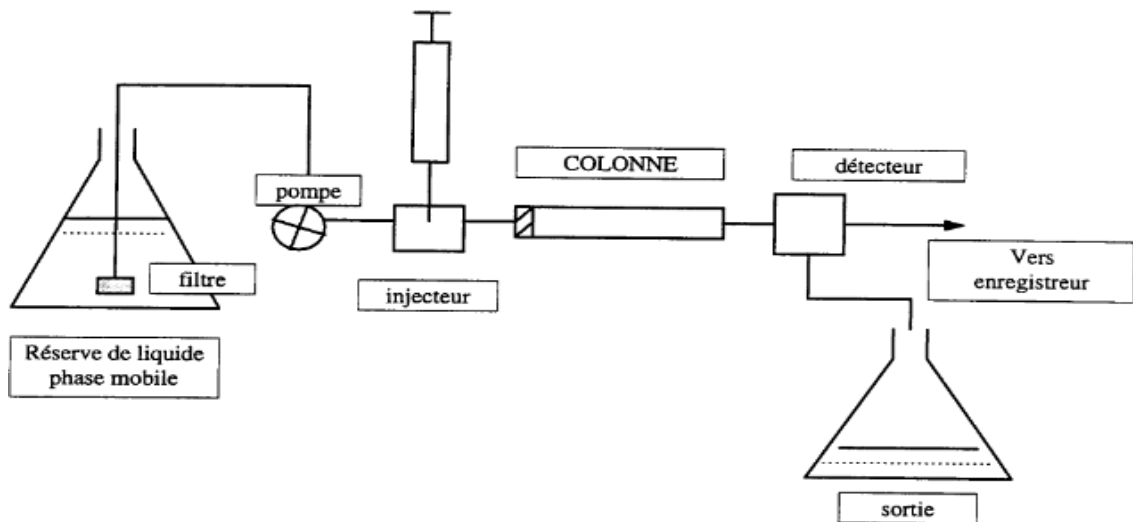 COLONNE
détecteur
pompe
filtre
injecteur
Vers
enregistreur
Réserve de liquide
phase mobile
sortie